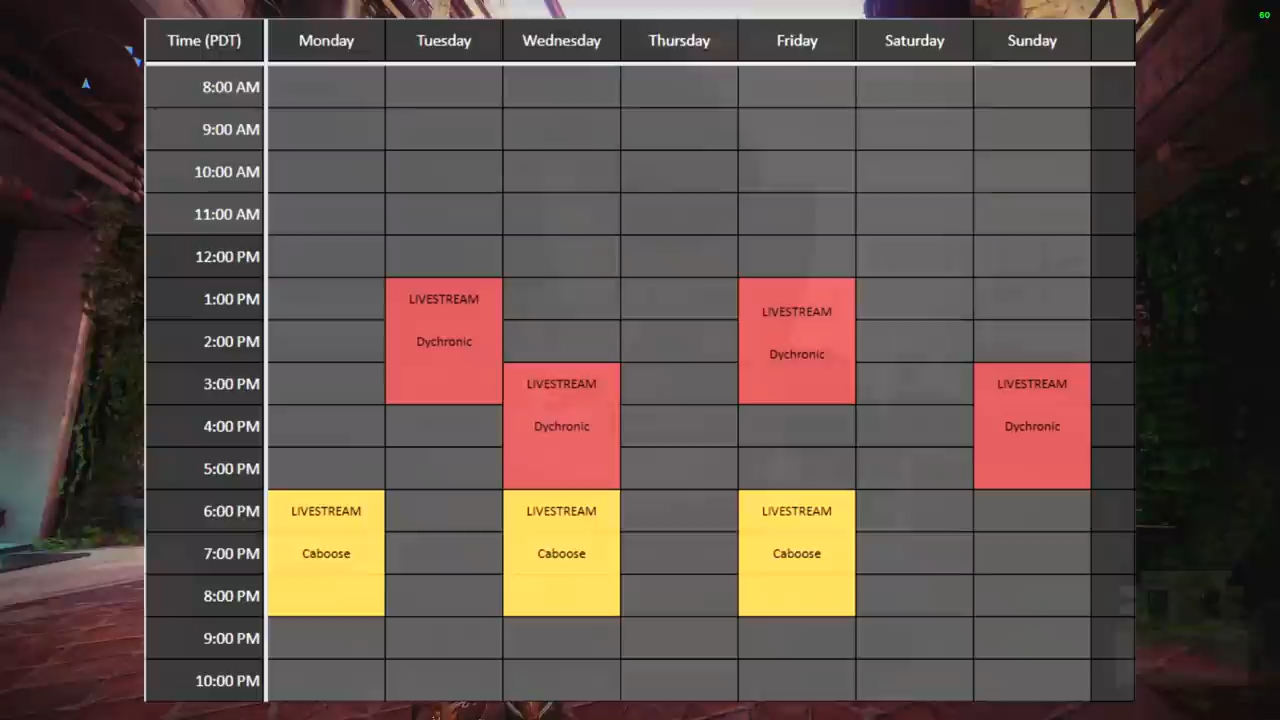 60
Time (PDT) Monday Tuesday Wednesday Thursday Friday Saturday Sunday
8:00 AM
9:00 AM
10:00 AM
11:00 AM
12:00 PM
1:00 PM LIVESTREAM LIVESTREAM
2:00 PM Dychronic Dychronic
3:00 PM LIVESTREAM LIVESTREAM
4:00 PM Dychronic Dychronic
5:00 PM
6:00 PM LIVESTREAM LIVESTREAM LIVESTREAM
7:00 PM Caboose Caboose Caboose
8:00 PM
9:00 PM
10:00 PM